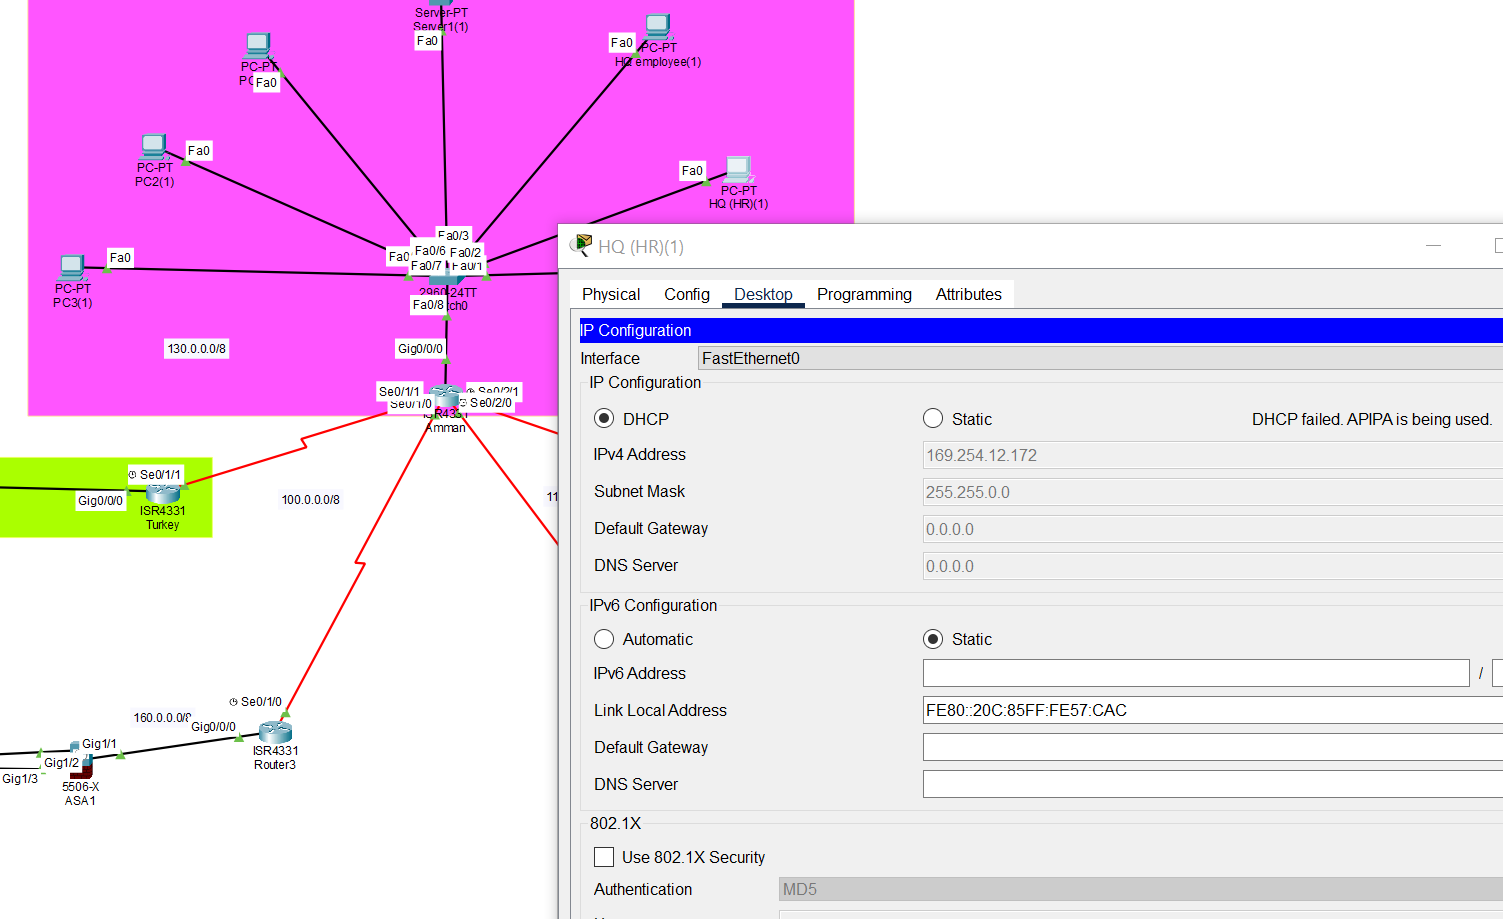 Server-PT
Server1(1)
Fa0
PC-PT
Fa0
Fa0
PC-PT
HQ employee(1)
Fa0
PC-PT
PC2(1)
Fa0
PC-PT
HQ (HR)(1)
Fa0
PC-PT
PC3(1)
Fa0/3
Fa0/6
Fa0/2
Fa0
Fa0/7
Fa0/1
2960-24TT
Fa0/8
tch0
130.0.0.0/8
Gig0/0/0
Se0/1/1
Se0/2/1
Se0/1/0
Se0/2/0
ISR4331
Amman
Se0/1/1
Gig0/0/0
ISR4331
Turkey
100.0.0.0/8
11
Se0/1/0
160.0.0.0/8
Gig0/0/0
ISR4331
Router3
Gig1/1
Gig1/2
Gig1/3
5506-X
ASA1
HQ (HR)(1)
Physical
Config
Desktop
Programming
Attributes
IP Configuration
Interface
FastEthernet0
IP Configuration
DHCP
Static
DHCP failed. APIPA is being used.
IPv4 Address
169.254.12.172
Subnet Mask
255.255.0.0
Default Gateway
0.0.0.0
DNS Server
0.0.0.0
IPv6 Configuration
Automatic
Static
IPv6 Address
/
Link Local Address
FE80::20C:85FF:FE57:CAC
Default Gateway
DNS Server
802.1X
Use 802.1X Security
Authentication
MD5